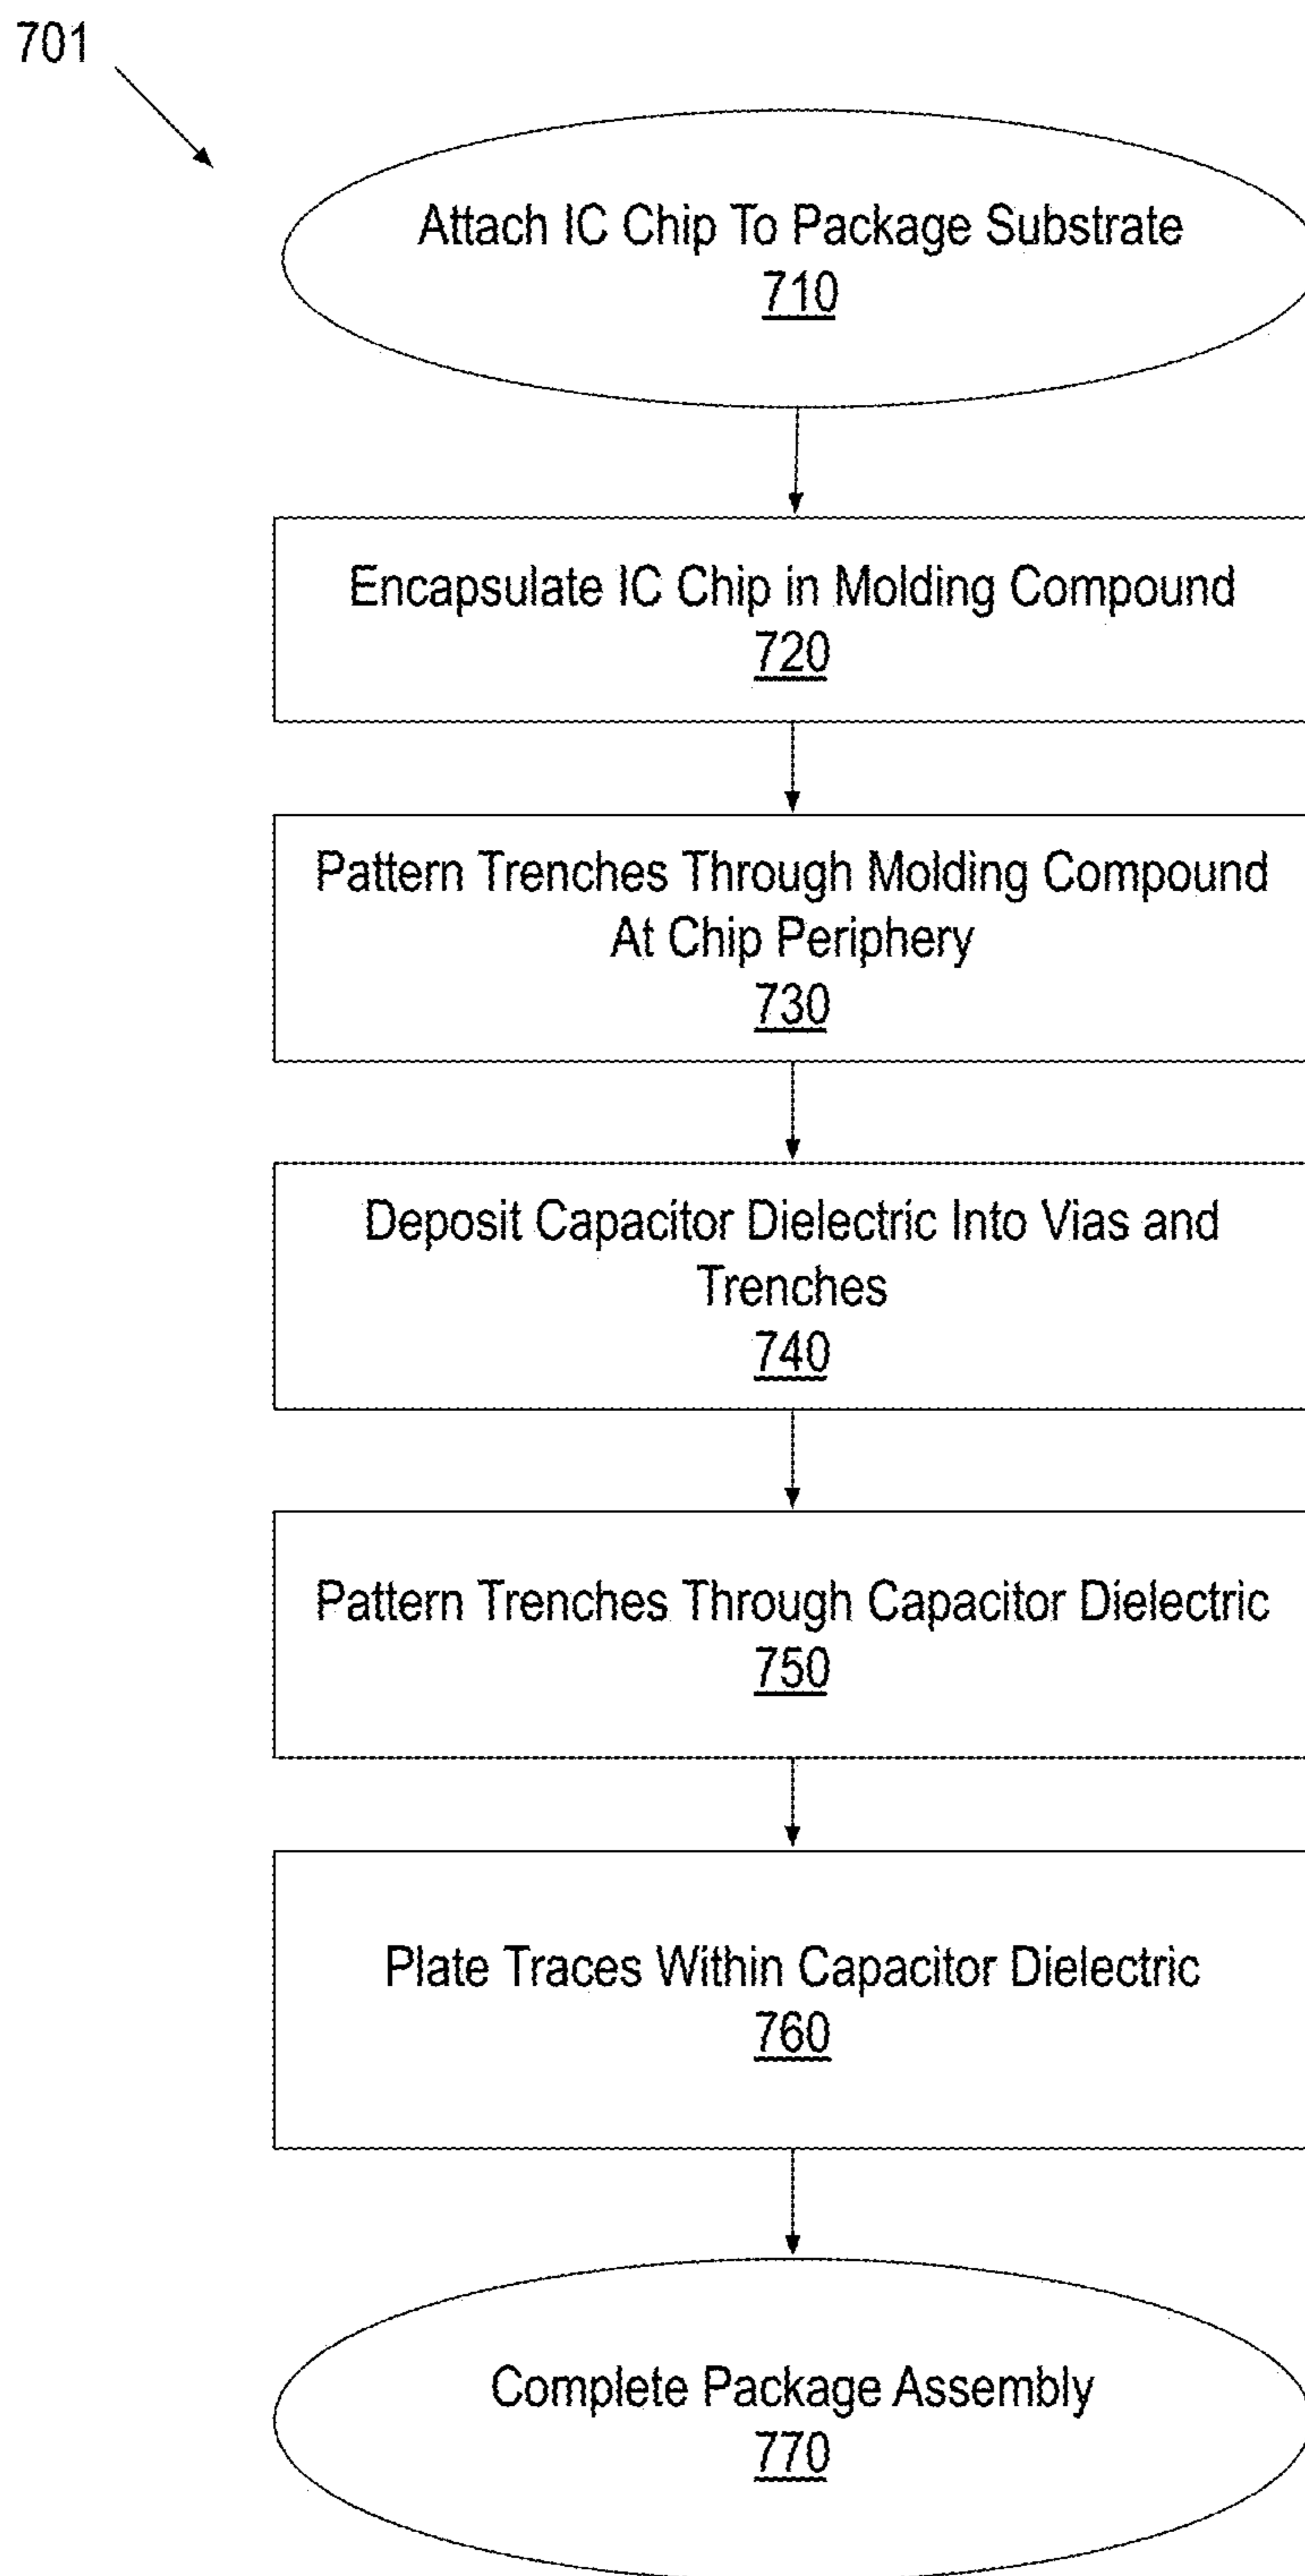 701
Attach IC Chip To Package Substrate
710
Encapsulate IC Chip in Molding Compound
720
Pattern Trenches Through Molding Compound
At Chip Periphery
730
Deposit Capacitor Dielectric Into Vias and
Trenches
740
Pattern Trenches Through Capacitor Dielectric
750
Plate Traces Within Capacitor Dielectric
760
Complete Package Assembly
770